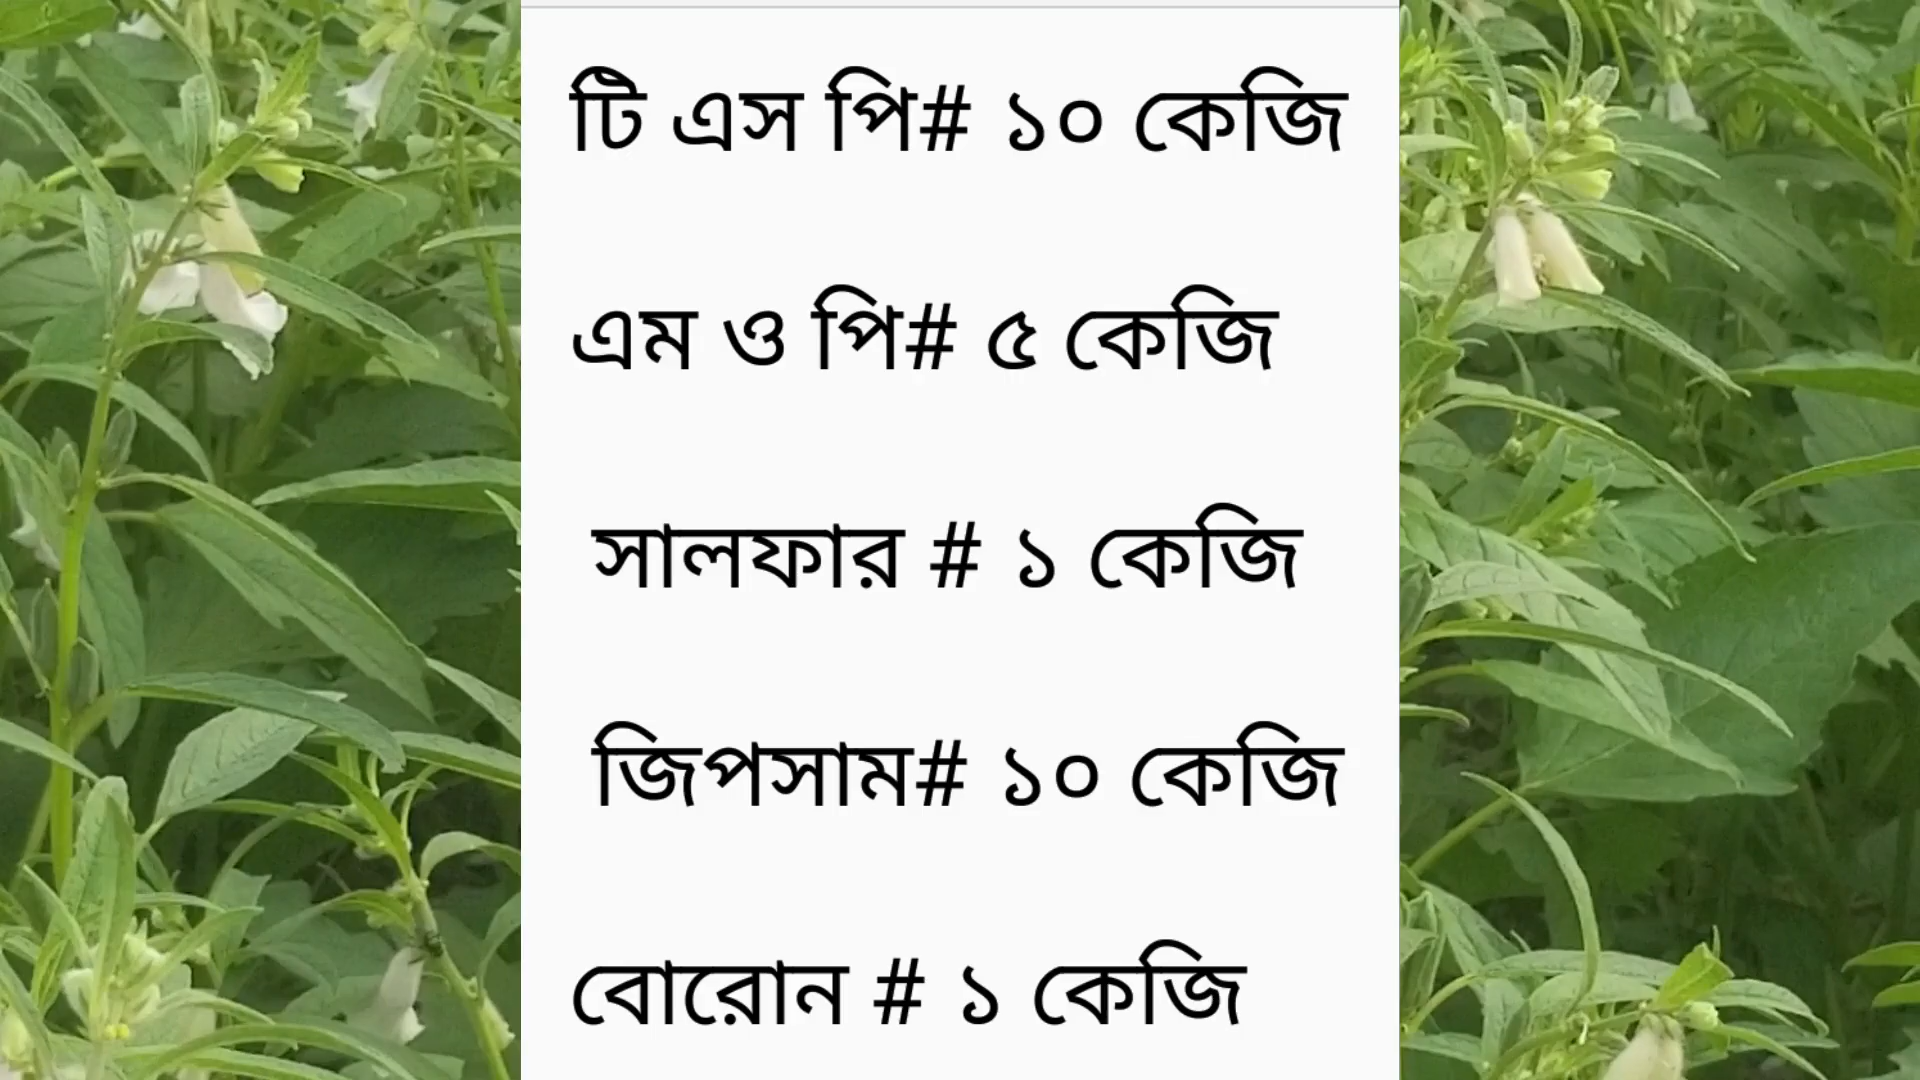 টি এস পি# ১০ কেজি
এম ও পি# ৫ কেজি
সালফার # ১ কেজি
জিপসাম# ১০ কেজি
বোরোন # ১ কেজি